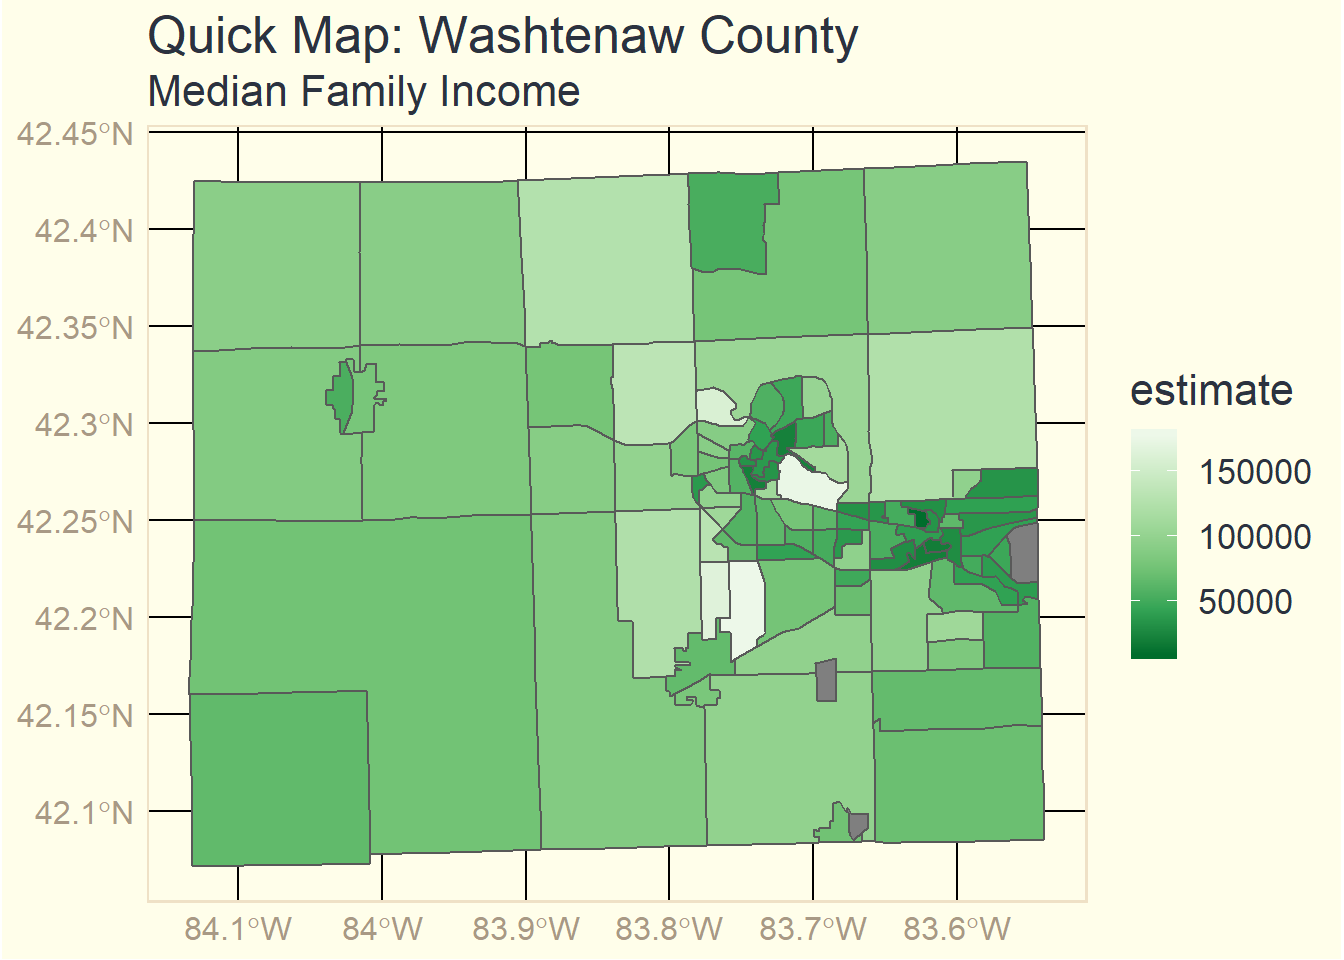 Quick Map: Washtenaw County
Median Family Income
42.45°N
42.4°N
42.35°N
42.3°N
42.25°N
42.2°N
42.15°N
42.1°N
84.1°W 84°W 83.9°W 83.8°W 83.7°W 83.6°W
estimate
150000
100000
50000